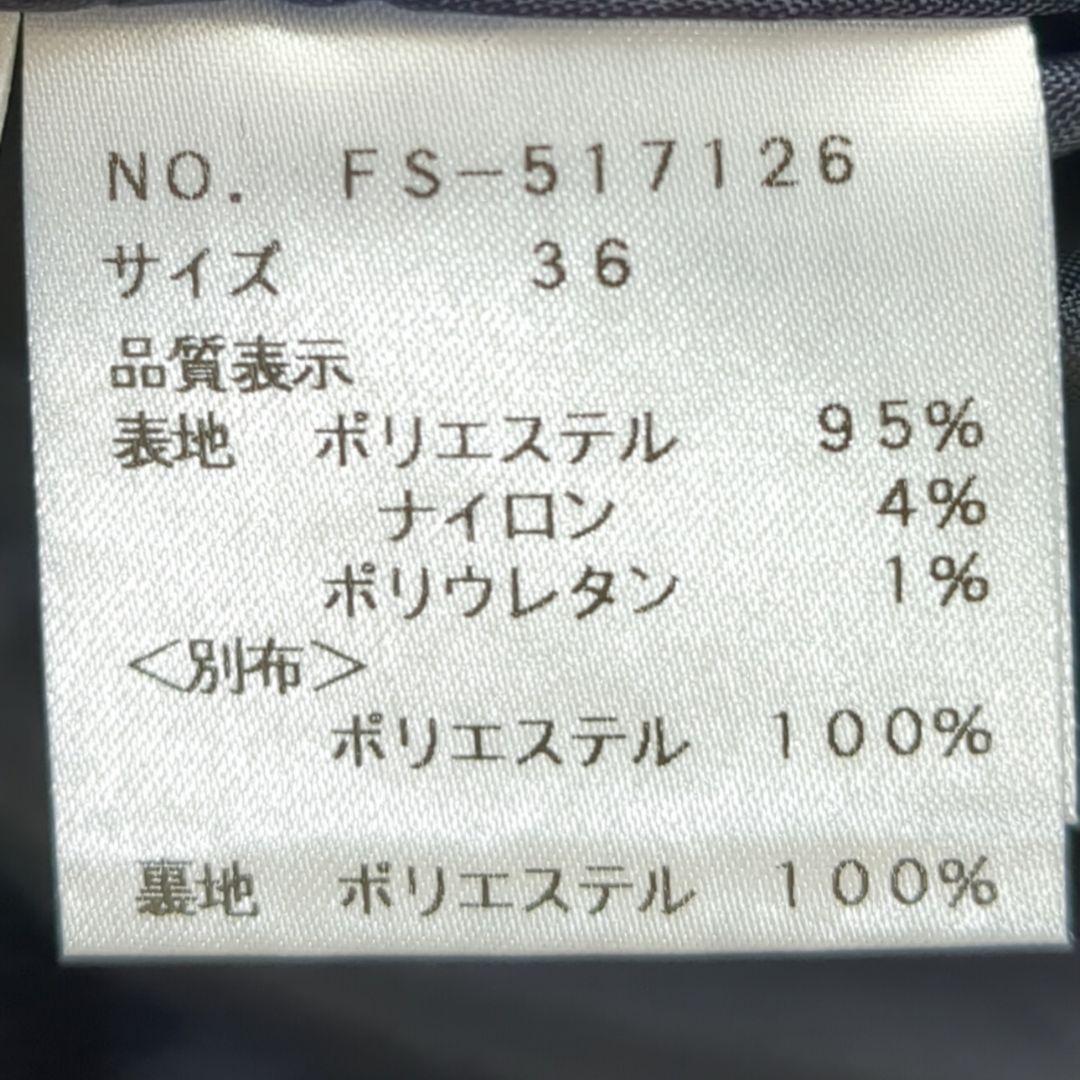 NO. FS-517126
サイズ 36
品質表示
表地 ポリエステル 95%
ナイロン 4%
ポリウレタン 1%
＜別布＞
ポリエステル 100%
裏地 ポリエステル 100%